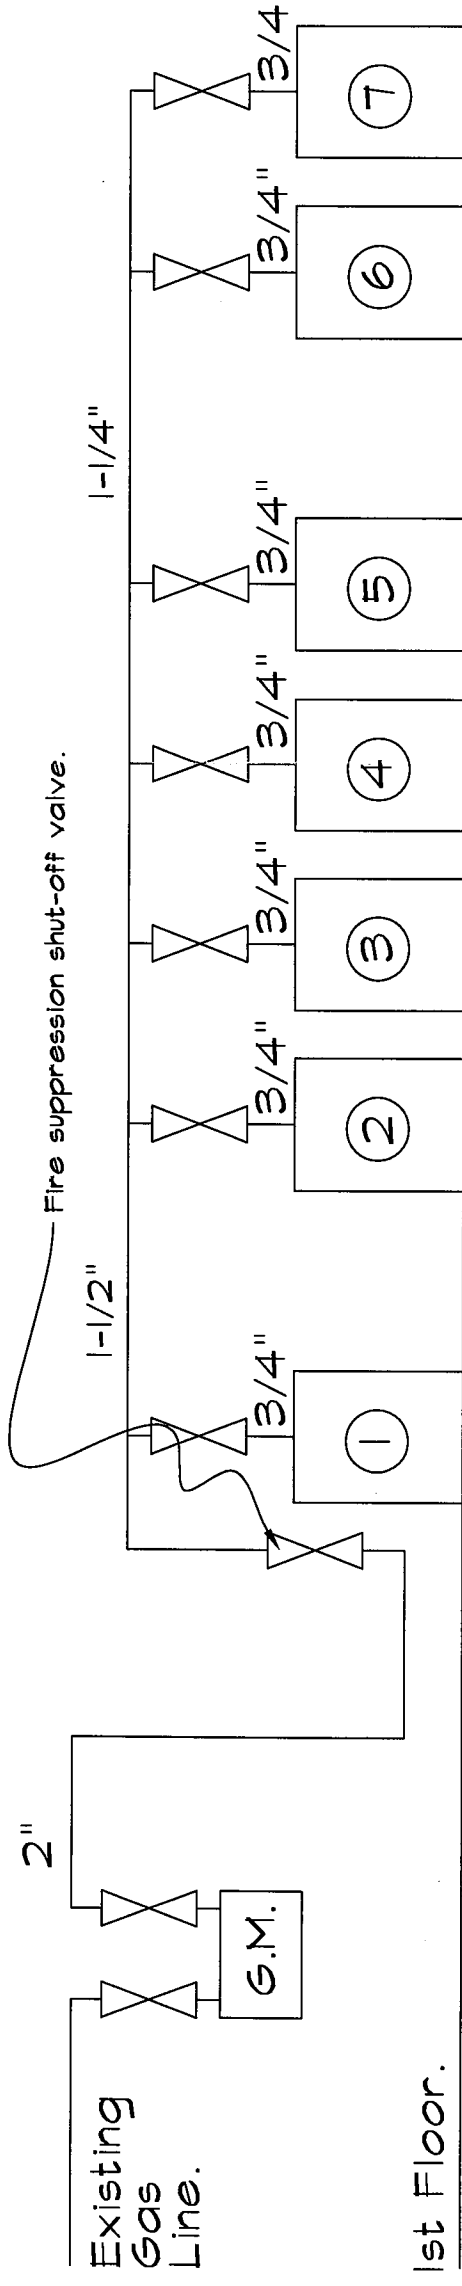 Existing
Gas
Line.
G.M.
2"
Fire suppression shut-off valve.
1-1/2"
1-1/4"
3/4"
3/4"
3/4"
3/4"
3/4"
3/4"
3/4
1
2
3
4
5
6
7
1st Floor.